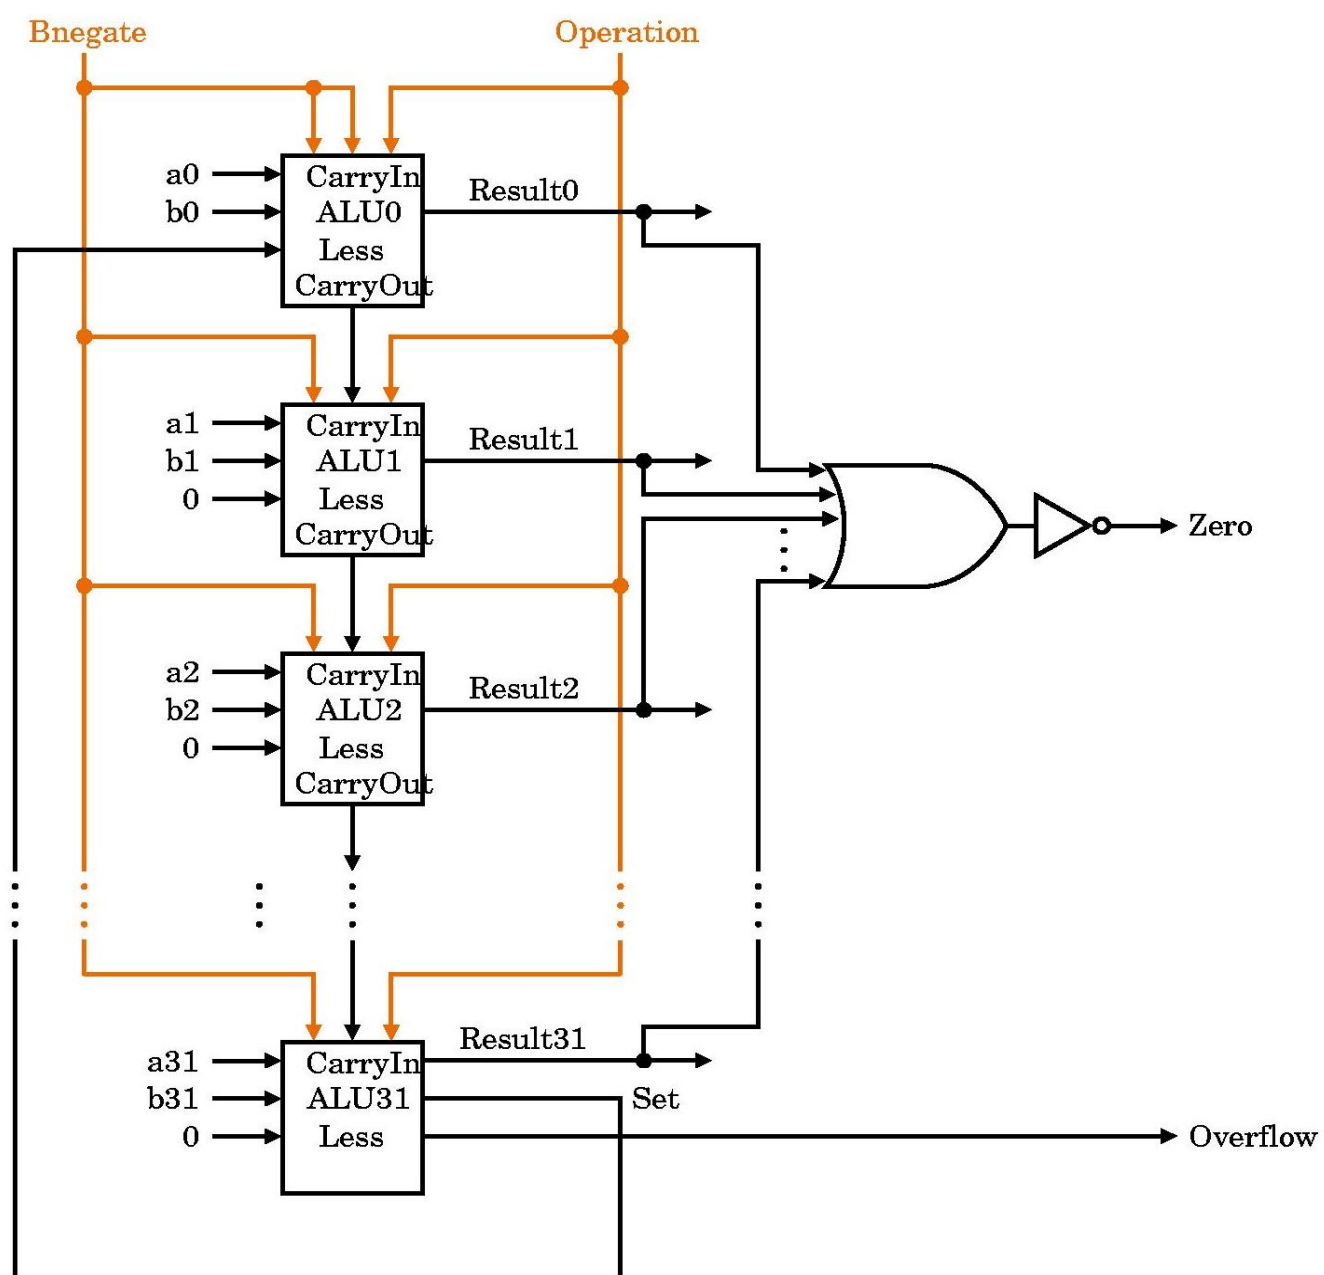 Bnegate
Operation
a0
b0
CarryIn
ALU0
Less
CarryOut
Result0
a1
b1
0
CarryIn
ALU1
Less
CarryOut
Result1
Zero
a2
b2
0
CarryIn
ALU2
Less
CarryOut
Result2
a31
b31
0
CarryIn
ALU31
Less
Result31
Set
Overflow